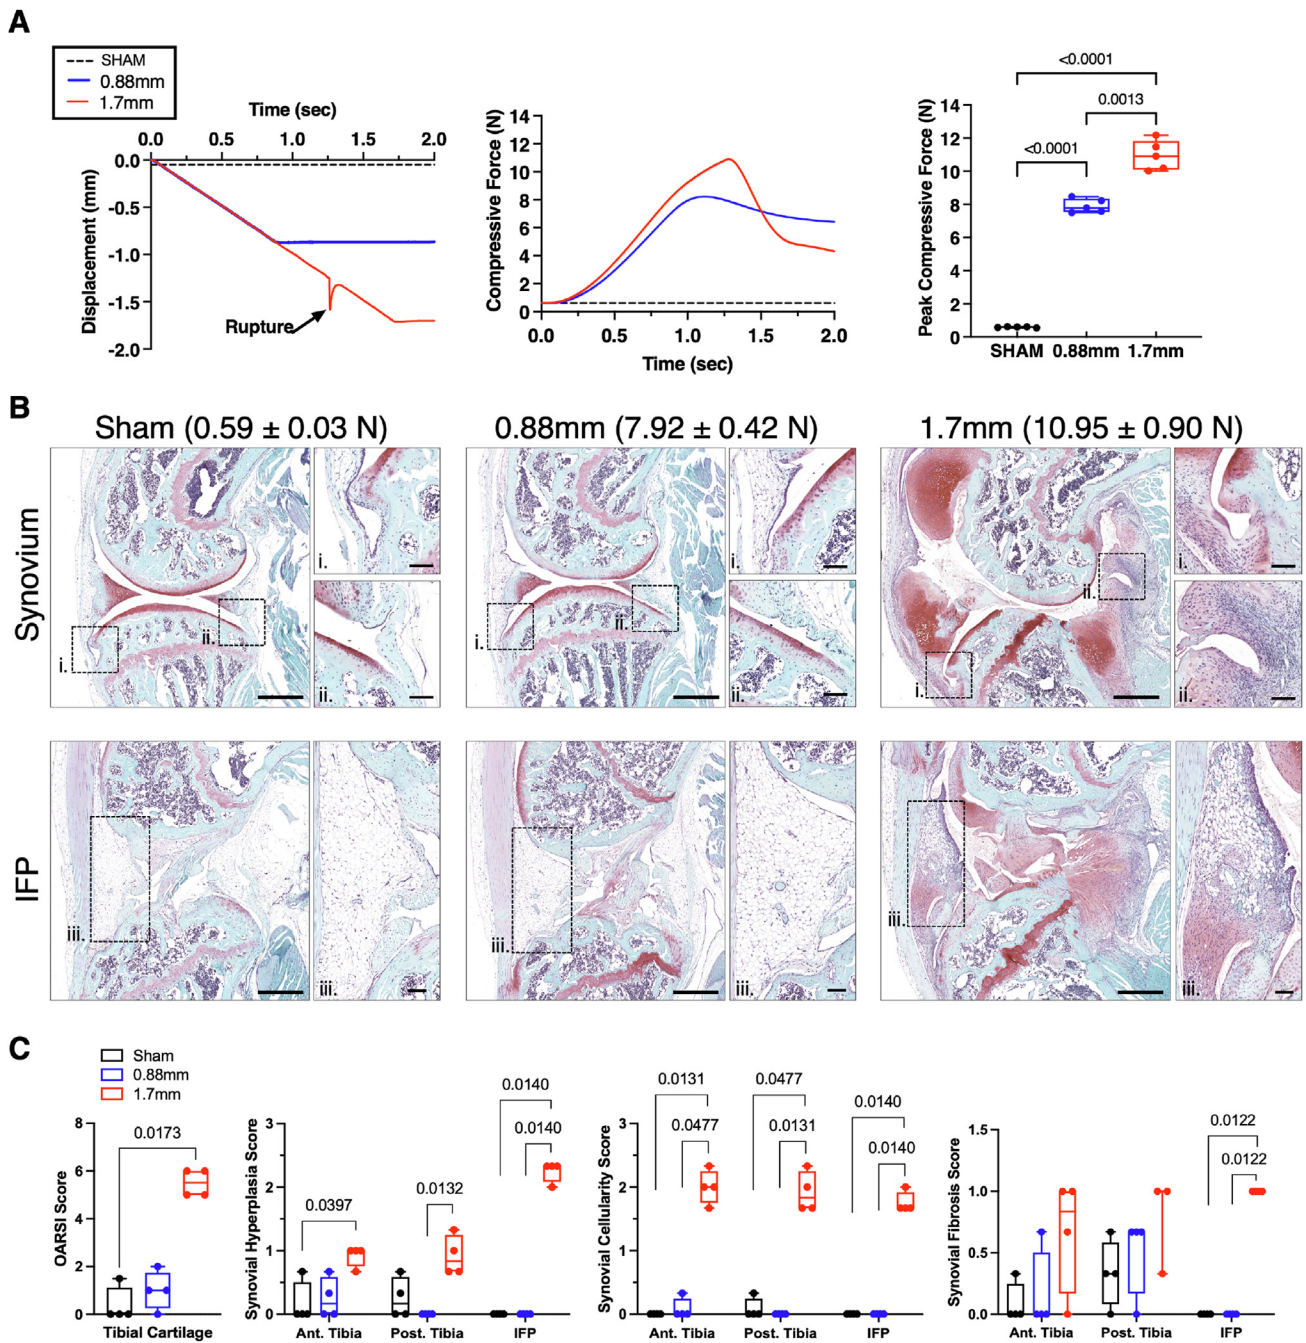 A
SHAM
0.88mm
1.7mm
Time (sec)
0.0 0.5 1.0 1.5 2.0
0.0
-0.5
-1.0
-1.5
-2.0
Displacement (mm)
Rupture
14
12
10
8
6
4
2
0
Compressive Force (N)
0.0 0.5 1.0 1.5 2.0
Time (sec)
<0.0001
0.0013
<0.0001
14
12
10
8
6
4
2
0
Peak Compressive Force (N)
SHAM 0.88mm 1.7mm
B
Sham (0.59 ± 0.03 N)
0.88mm (7.92 ± 0.42 N)
1.7mm (10.95 ± 0.90 N)
Synovium
i.
ii.
i.
ii.
i.
ii.
i.
ii.
i.
ii.
i.
ii.
IFP
iii.
iii.
iii.
iii.
iii.
iii.
C
Sham
0.88mm
1.7mm
8
6
4
2
0
OARSI Score
0.0173
Tibial Cartilage
3
2
1
0
Synovial Hyperplasia Score
0.0397
0.0132
0.0140
0.0140
Ant. Tibia Post. Tibia IFP
3
2
1
0
Synovial Cellularity Score
0.0131
0.0477
0.0477
0.0131
0.0140
0.0140
Ant. Tibia Post. Tibia IFP
1.5
1.0
0.5
0.0
Synovial Fibrosis Score
0.0122
0.0122
Ant. Tibia Post. Tibia IFP